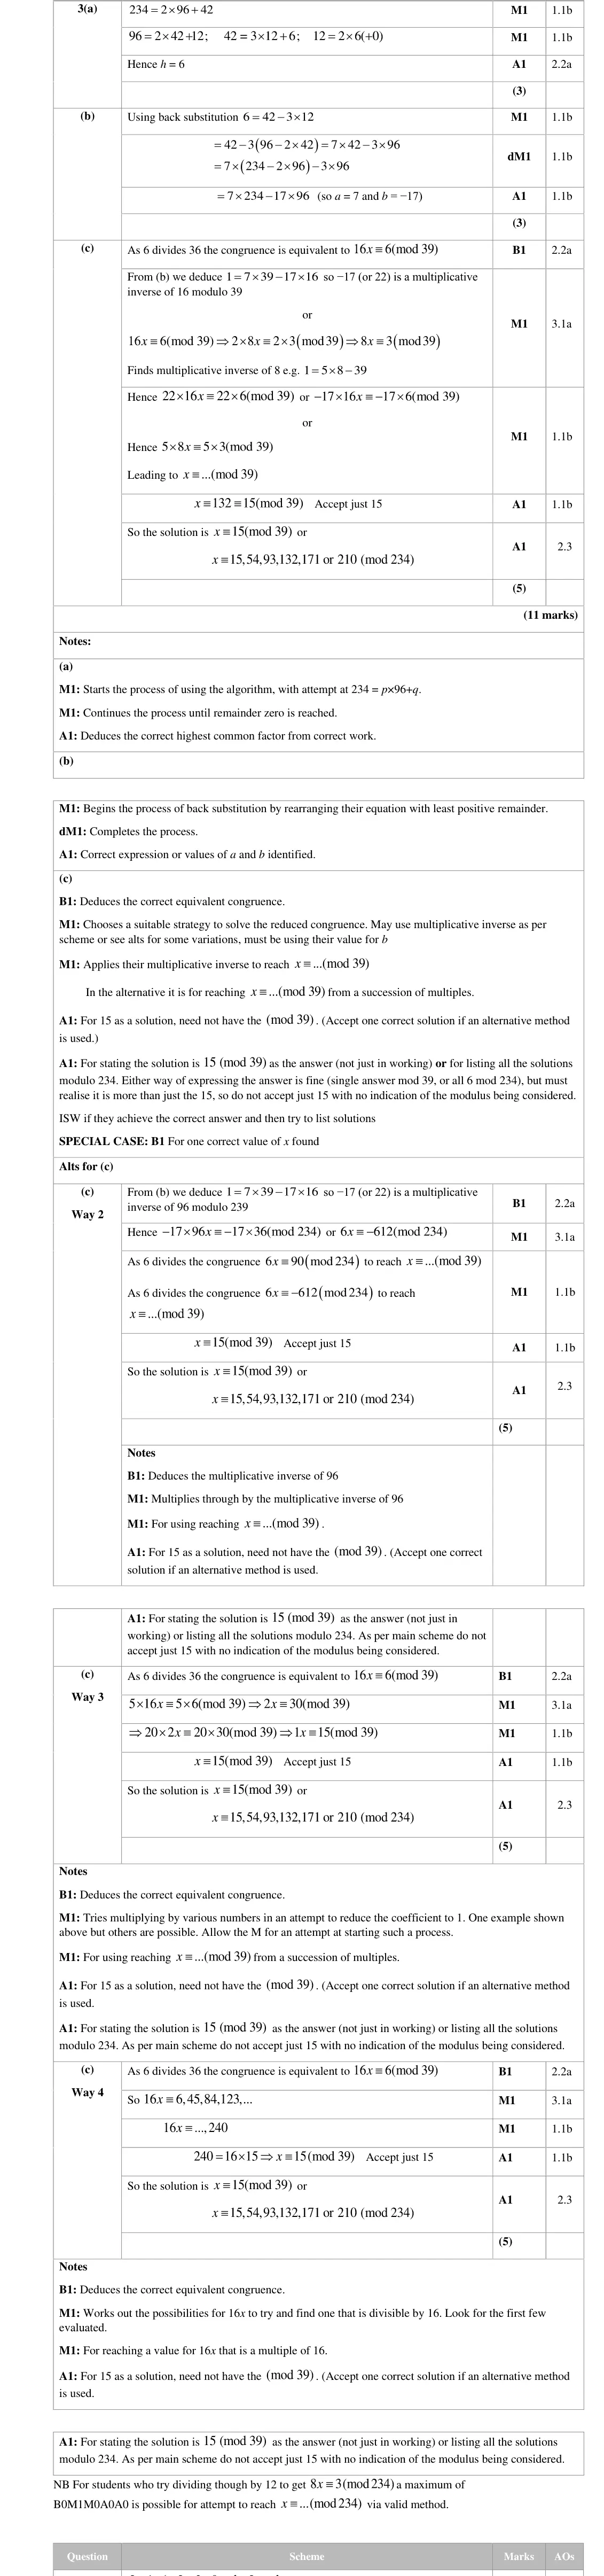 3(a) 234 = 2×96+42 M1 1.1b
96 = 2×42+12; 42 = 3×12+6; 12 = 2×6(+0) M1 1.1b
Hence h = 6 A1 2.2a
(3)
(b) Using back substitution 6 = 42−3×12 M1 1.1b
= 42−3(96−2×42) = 7×42−3×96
= 7×(234−2×96)−3×96
dM1 1.1b
= 7×234−17×96 (so a = 7 and b = −17) A1 1.1b
(3)
(c) As 6 divides 36 the congruence is equivalent to 16x ≡ 6(mod 39) B1 2.2a
From (b) we deduce 1 = 7×39−17×16 so −17 (or 22) is a multiplicative
inverse of 16 modulo 39
or
16x ≡ 6(mod 39) ⇒ 2×8x ≡ 2×3(mod 39) ⇒ 8x ≡ 3(mod 39)
Finds multiplicative inverse of 8 e.g. 1 = 5×8−39
M1 3.1a
Hence 22×16x ≡ 22×6(mod 39) or −17×16x ≡ −17×6(mod 39)
or
Hence 5×8x ≡ 5×3(mod 39)
Leading to x ≡ ...(mod 39)
M1 1.1b
x ≡ 132 ≡ 15(mod 39) Accept just 15 A1 1.1b
So the solution is x ≡ 15(mod 39) or
x ≡ 15,54,93,132,171 or 210 (mod 234)
A1 2.3
(5)
(11 marks)
Notes:
(a)
M1: Starts the process of using the algorithm, with attempt at 234 = p×96+q.
M1: Continues the process until remainder zero is reached.
A1: Deduces the correct highest common factor from correct work.
(b)
M1: Begins the process of back substitution by rearranging their equation with least positive remainder.
dM1: Completes the process.
A1: Correct expression or values of a and b identified.
(c)
B1: Deduces the correct equivalent congruence.
M1: Chooses a suitable strategy to solve the reduced congruence. May use multiplicative inverse as per
scheme or see alts for some variations, must be using their value for b
M1: Applies their multiplicative inverse to reach x ≡ ...(mod 39)
In the alternative it is for reaching x ≡ ...(mod 39) from a succession of multiples.
A1: For 15 as a solution, need not have the (mod 39). (Accept one correct solution if an alternative method
is used.)
A1: For stating the solution is 15 (mod 39) as the answer (not just in working) or for listing all the solutions
modulo 234. Either way of expressing the answer is fine (single answer mod 39, or all 6 mod 234), but must
realise it is more than just the 15, so do not accept just 15 with no indication of the modulus being considered.
ISW if they achieve the correct answer and then try to list solutions
SPECIAL CASE: B1 For one correct value of x found
Alts for (c)
(c)
Way 2
From (b) we deduce 1 = 7×39−17×16 so −17 (or 22) is a multiplicative
inverse of 96 modulo 239
B1 2.2a
Hence −17×96x ≡ −17×36(mod 234) or 6x ≡ −612(mod 234) M1 3.1a
As 6 divides the congruence 6x ≡ 90(mod 234) to reach x ≡ ...(mod 39)
As 6 divides the congruence 6x ≡ −612(mod 234) to reach
x ≡ ...(mod 39)
M1 1.1b
x ≡ 15(mod 39) Accept just 15 A1 1.1b
So the solution is x ≡ 15(mod 39) or
x ≡ 15,54,93,132,171 or 210 (mod 234)
A1 2.3
(5)
Notes
B1: Deduces the multiplicative inverse of 96
M1: Multiplies through by the multiplicative inverse of 96
M1: For using reaching x ≡ ...(mod 39).
A1: For 15 as a solution, need not have the (mod 39). (Accept one correct
solution if an alternative method is used.
A1: For stating the solution is 15 (mod 39) as the answer (not just in
working) or listing all the solutions modulo 234. As per main scheme do not
accept just 15 with no indication of the modulus being considered.
(c)
Way 3
As 6 divides 36 the congruence is equivalent to 16x ≡ 6(mod 39) B1 2.2a
5×16x ≡ 5×6(mod 39) ⇒ 2x ≡ 30(mod 39) M1 3.1a
⇒ 20×2x ≡ 20×30(mod 39) ⇒ 1x ≡ 15(mod 39) M1 1.1b
x ≡ 15(mod 39) Accept just 15 A1 1.1b
So the solution is x ≡ 15(mod 39) or
x ≡ 15,54,93,132,171 or 210 (mod 234)
A1 2.3
(5)
Notes
B1: Deduces the correct equivalent congruence.
M1: Tries multiplying by various numbers in an attempt to reduce the coefficient to 1. One example shown
above but others are possible. Allow the M for an attempt at starting such a process.
M1: For using reaching x ≡ ...(mod 39) from a succession of multiples.
A1: For 15 as a solution, need not have the (mod 39). (Accept one correct solution if an alternative method
is used.
A1: For stating the solution is 15 (mod 39) as the answer (not just in working) or listing all the solutions
modulo 234. As per main scheme do not accept just 15 with no indication of the modulus being considered.
(c)
Way 4
As 6 divides 36 the congruence is equivalent to 16x ≡ 6(mod 39) B1 2.2a
So 16x ≡ 6,45,84,123,... M1 3.1a
16x ≡ ...,240 M1 1.1b
240 = 16×15 ⇒ x ≡ 15(mod 39) Accept just 15 A1 1.1b
So the solution is x ≡ 15(mod 39) or
x ≡ 15,54,93,132,171 or 210 (mod 234)
A1 2.3
(5)
Notes
B1: Deduces the correct equivalent congruence.
M1: Works out the possibilities for 16x to try and find one that is divisible by 16. Look for the first few
evaluated.
M1: For reaching a value for 16x that is a multiple of 16.
A1: For 15 as a solution, need not have the (mod 39). (Accept one correct solution if an alternative method
is used.
A1: For stating the solution is 15 (mod 39) as the answer (not just in working) or listing all the solutions
modulo 234. As per main scheme do not accept just 15 with no indication of the modulus being considered.
NB For students who try dividing though by 12 to get 8x ≡ 3(mod 234) a maximum of
B0M1M0A0A0 is possible for attempt to reach x ≡ ...(mod 234) via valid method.
Question Scheme Marks AOs